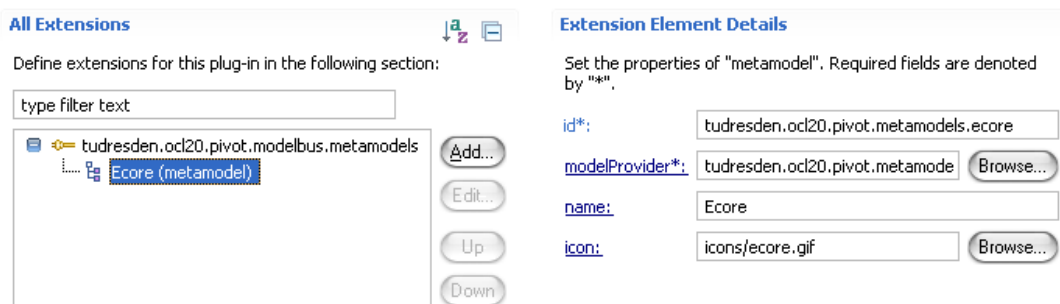 All Extensions
Define extensions for this plug-in in the following section:
type filter text
tudresden.ocl20.pivot.modelbus.metamodels
Ecore (metamodel)
Add...
Edit...
Up
Down
Extension Element Details
Set the properties of "metamodel". Required fields are denoted
by "*".
id*: tudresden.ocl20.pivot.metamodels.ecore
modelProvider*: tudresden.ocl20.pivot.metamode Browse...
name: Ecore
icon: icons/ecore.gif Browse...